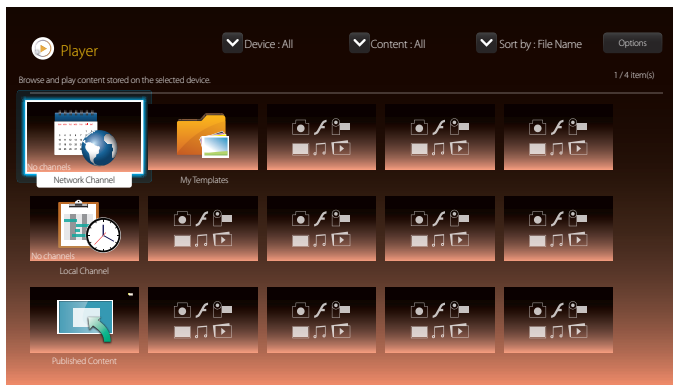 Player
Device : All
Content : All
Sort by : File Name
Options
Browse and play content stored on the selected device.
1 / 4 item(s)
No channels
Network Channel
My Templates
No channels
Local Channel
Published Content